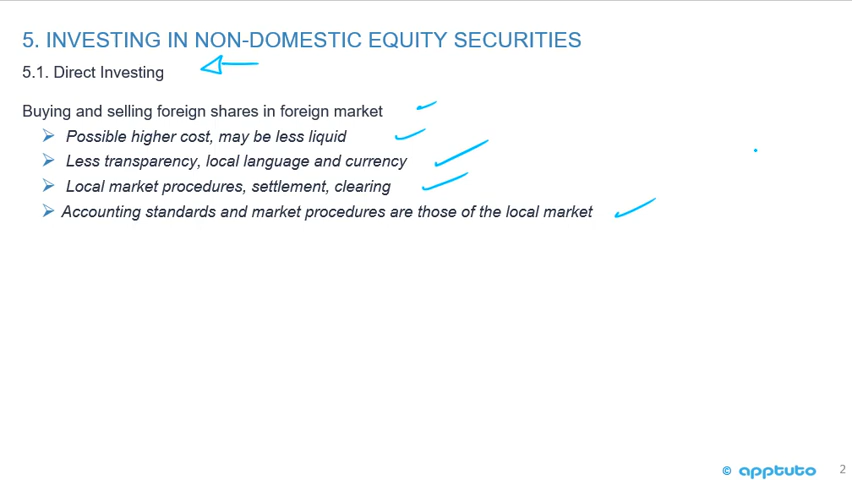 5. INVESTING IN NON-DOMESTIC EQUITY SECURITIES
5.1. Direct Investing
Buying and selling foreign shares in foreign market
➢ Possible higher cost, may be less liquid
➢ Less transparency, local language and currency
➢ Local market procedures, settlement, clearing
➢ Accounting standards and market procedures are those of the local market
© apptuto 2